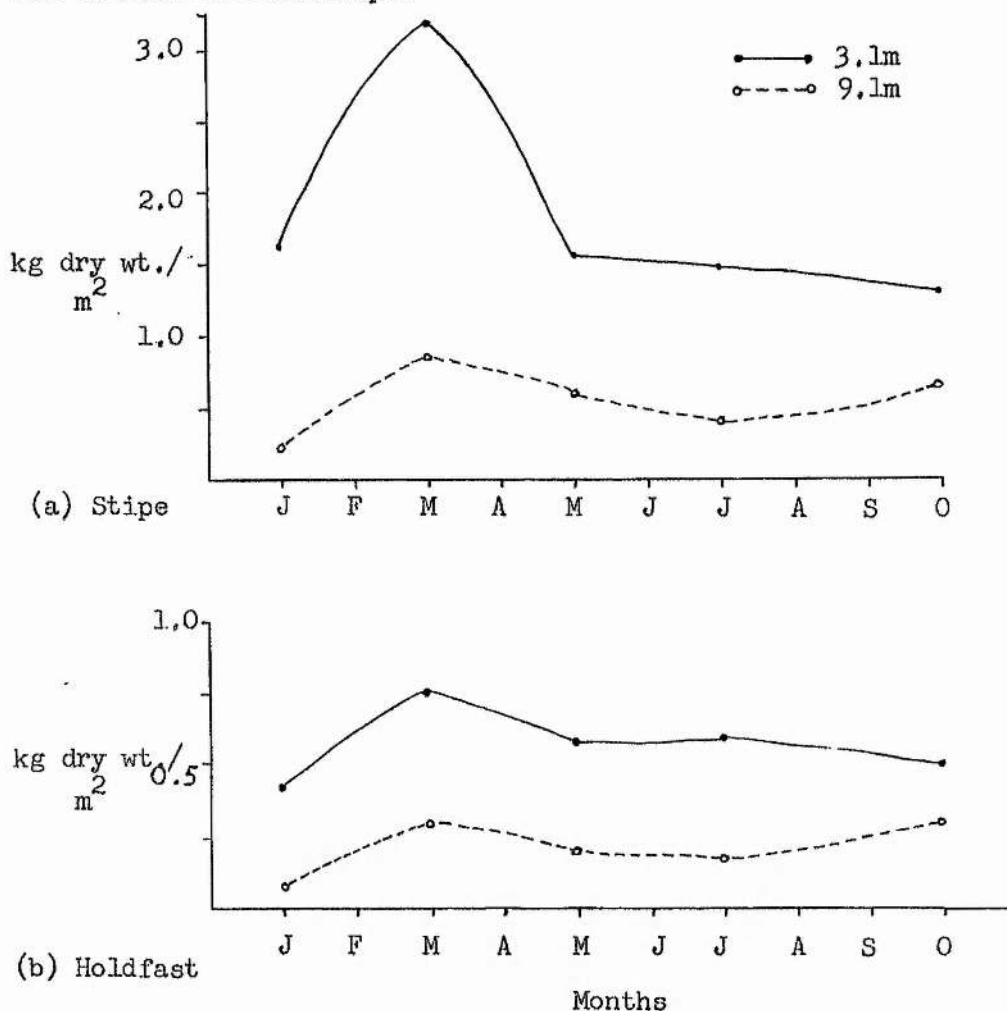 3.0
3.1m
9.1m
2.0
kg dry wt./
m2
1.0
(a) Stipe
J F M A M J J A S O
1.0
kg dry wt./
0.5
m2
J F M A M J J A S O
(b) Holdfast
Months